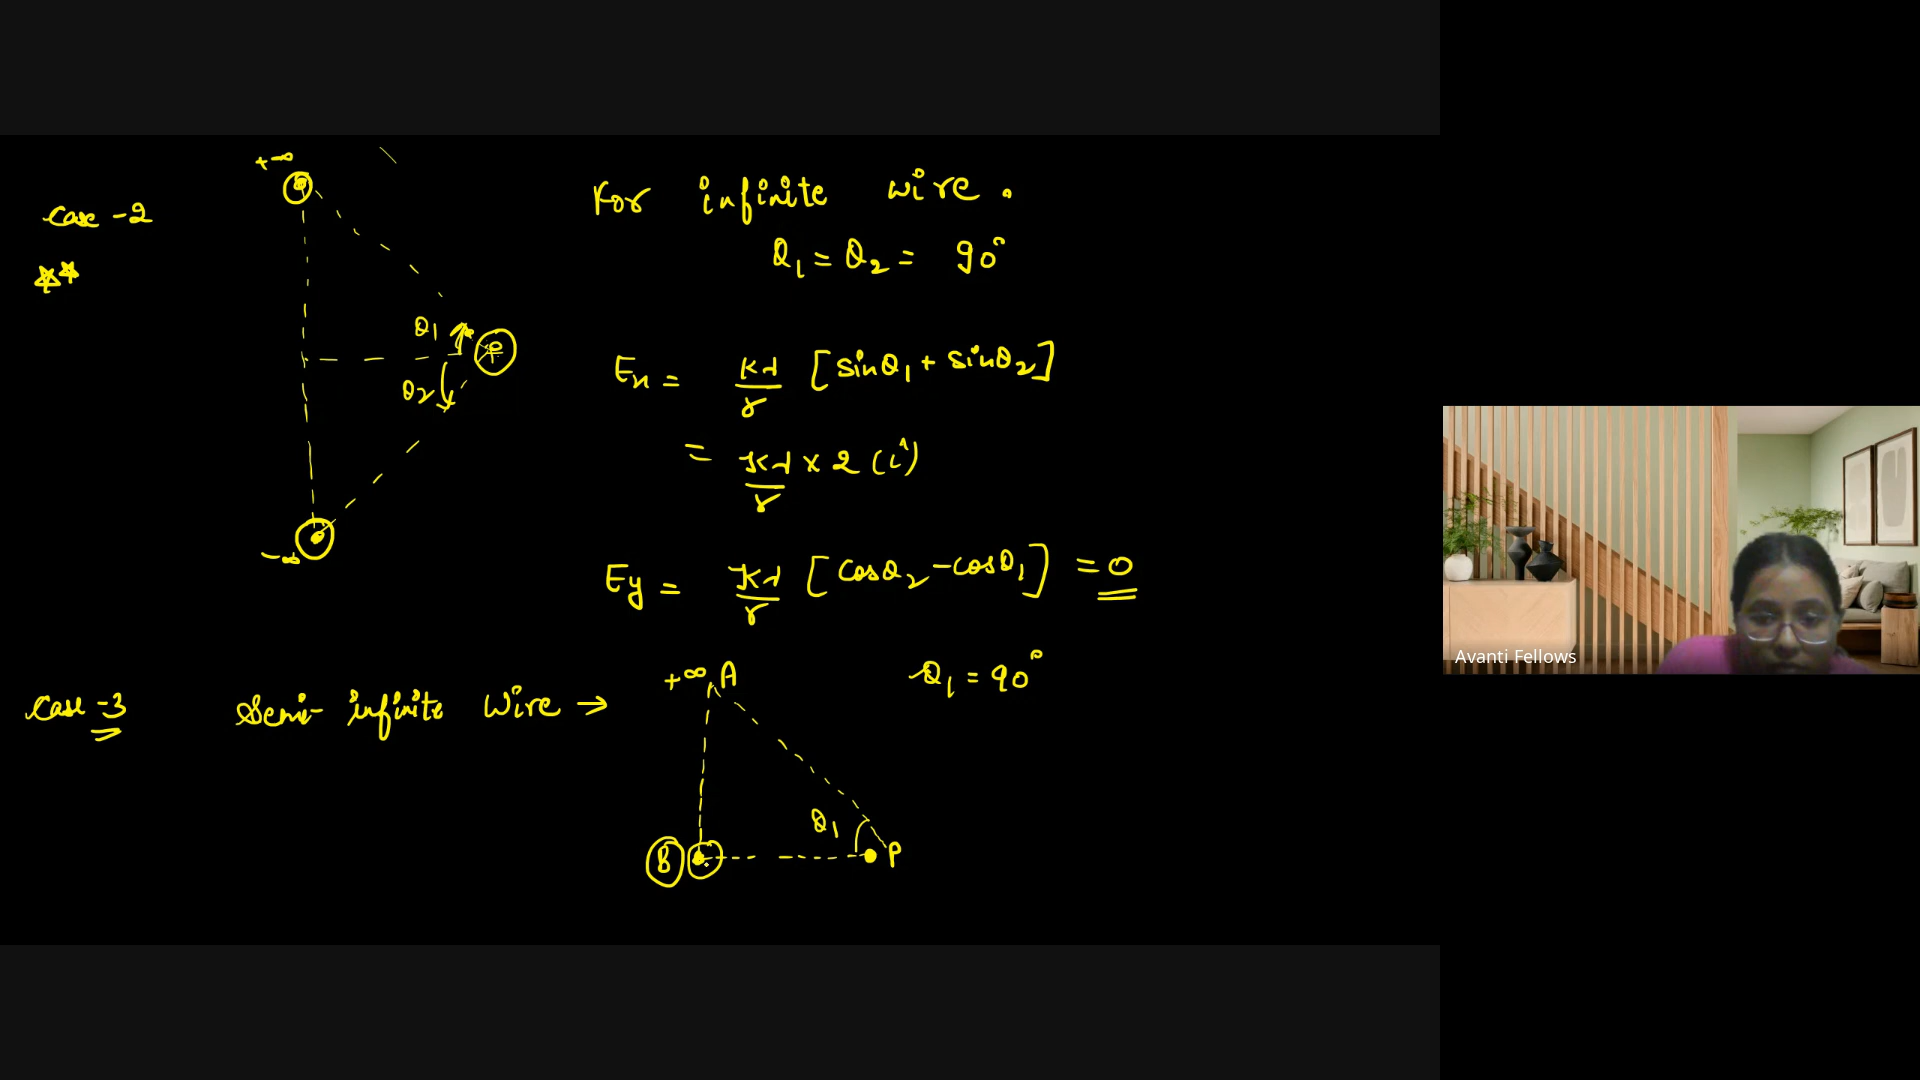 +∞
Case -2
For infinite wire.
θ₁ = θ₂ = 90°
θ₁
P
θ₂
Eₓ = kλ/r [sinθ₁ + sinθ₂]
= kλ/r × 2 (î)
-∞
Ey = kλ/r [cosθ₂ - cosθ₁] = 0
Case -3
Semi- infinite Wire →
+∞ A
θ₁ = 90°
θ₁
B
P
Avanti Fellows